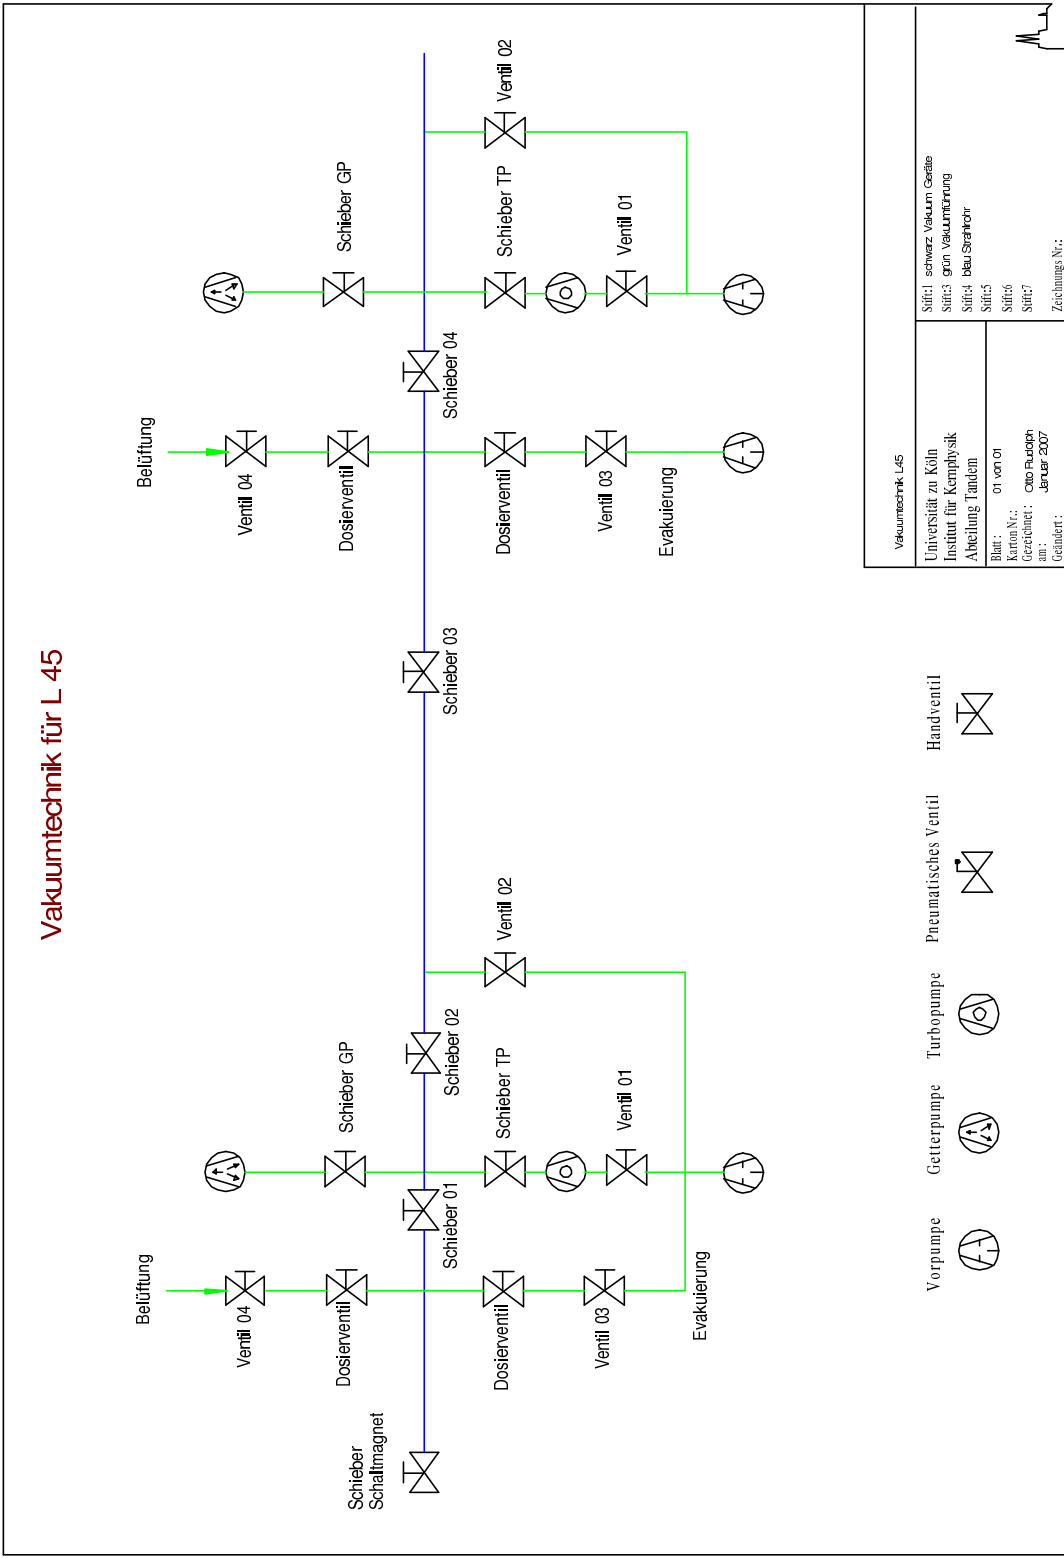 Vakuumtechnik für L 45
Belüftung
Ventil 04
Dosierventil
Schieber
Schaltmagnet
Schieber 01
Dosierventil
Ventil 03
Evakuierung
Schieber GP
Schieber 02
Schieber TP
Ventil 01
Ventil 02
Schieber 03
Belüftung
Ventil 04
Dosierventil
Dosierventil
Ventil 03
Evakuierung
Schieber 04
Schieber GP
Schieber TP
Ventil 01
Ventil 02
Vorpumpe
Getterpumpe
Turbopumpe
Pneumatisches Ventil
Handventil
Vakuumtechnik L45
Universität zu Köln
Institut für Kernphysik
Abteilung Tandem
Blatt : 01 von 01
Karton Nr.:
Gezeichnet : Otto Rudolph
am : Januar 2007
Geändert :
Stift:1 schwarz Vakuum Geräte
Stift:3 grün Vakuumführung
Stift:4 blau Strahlrohr
Stift:5
Stift:6
Stift:7
Zeichnungs Nr.: